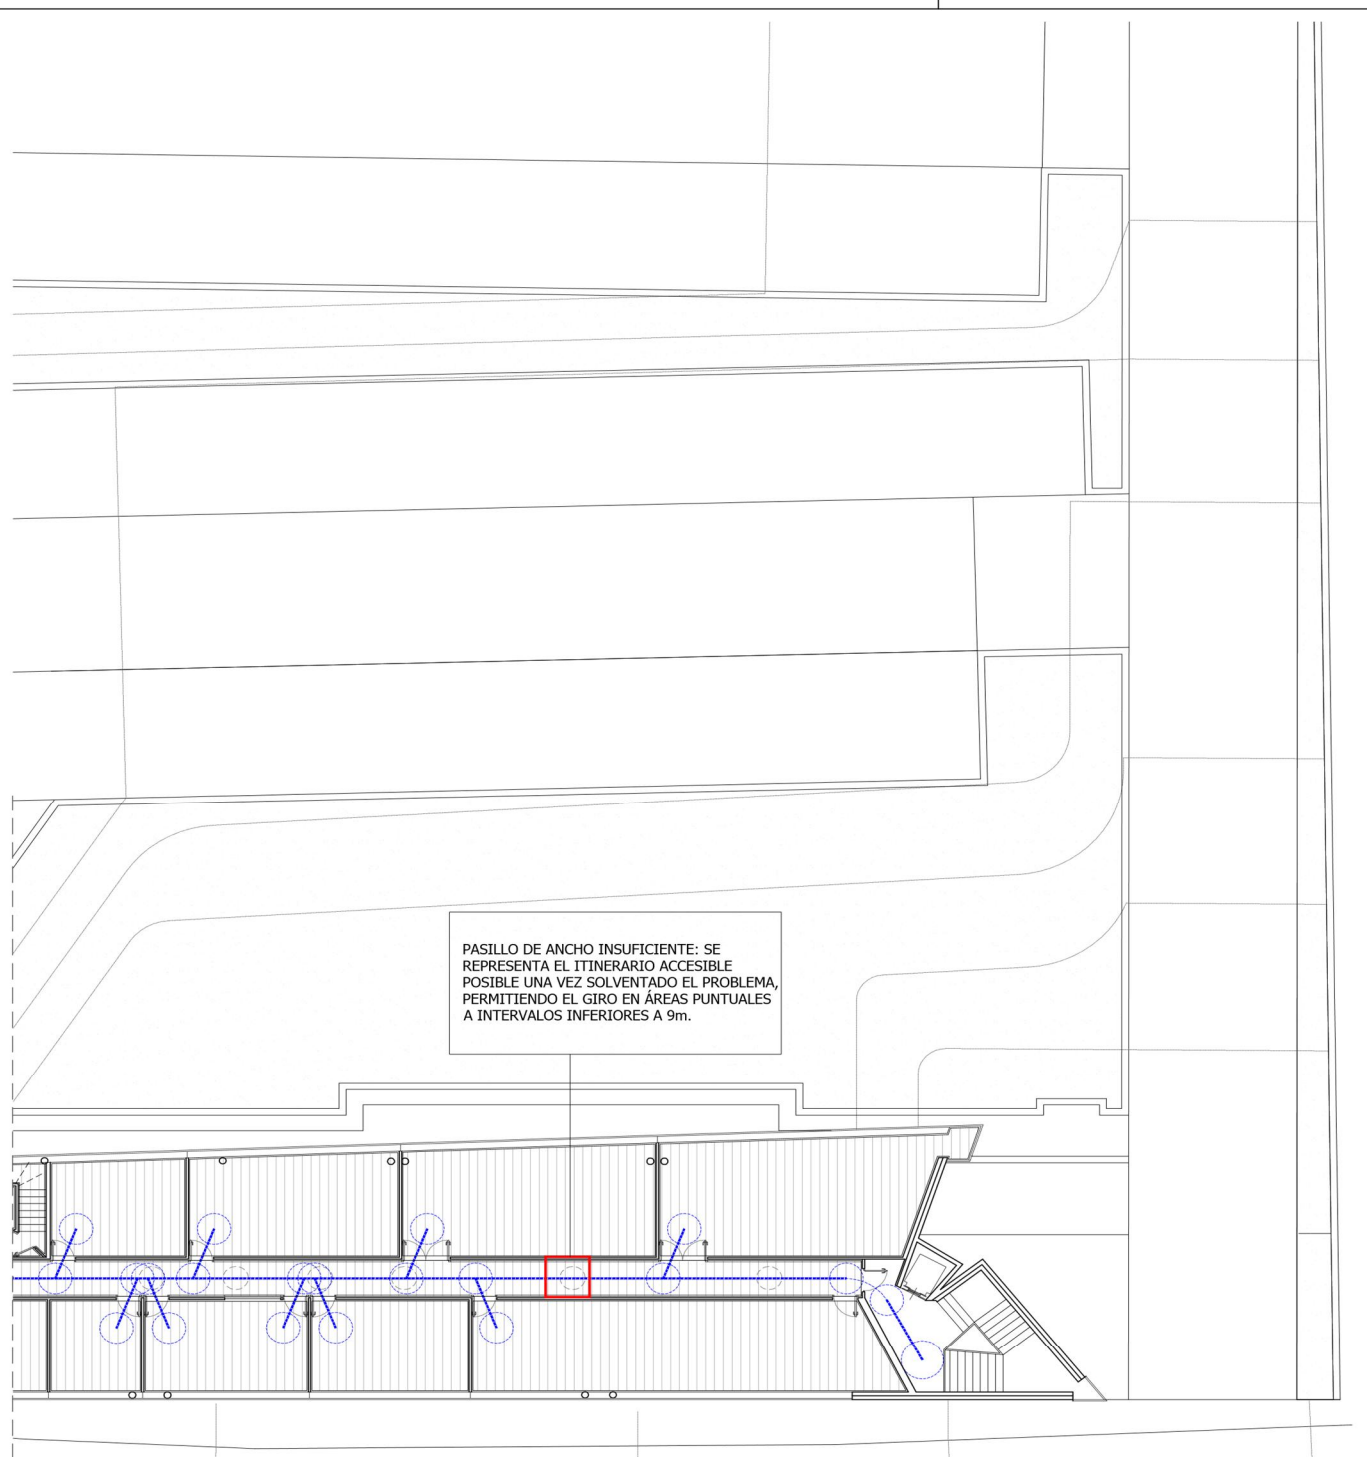 PASILLO DE ANCHO INSUFICIENTE: SE
REPRESENTA EL ITINERARIO ACCESIBLE
POSIBLE UNA VEZ SOLVENTADO EL PROBLEMA,
PERMITIENDO EL GIRO EN ÁREAS PUNTUALES
A INTERVALOS INFERIORES A 9m.